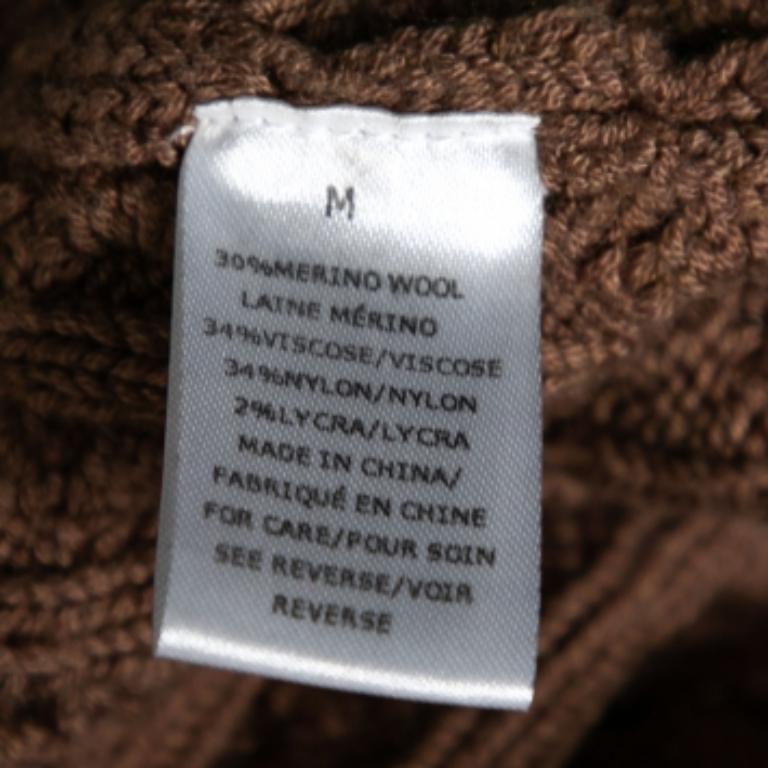 M
30%MERINO WOOL
LAINE MÉRINO
34%VISCOSE/VISCOSE
34%NYLON/NYLON
2%LYCRA/LYCRA
MADE IN CHINA/
FABRIQUÉ EN CHINE
FOR CARE/POUR SOIN
SEE REVERSE/VOIR
REVERSE